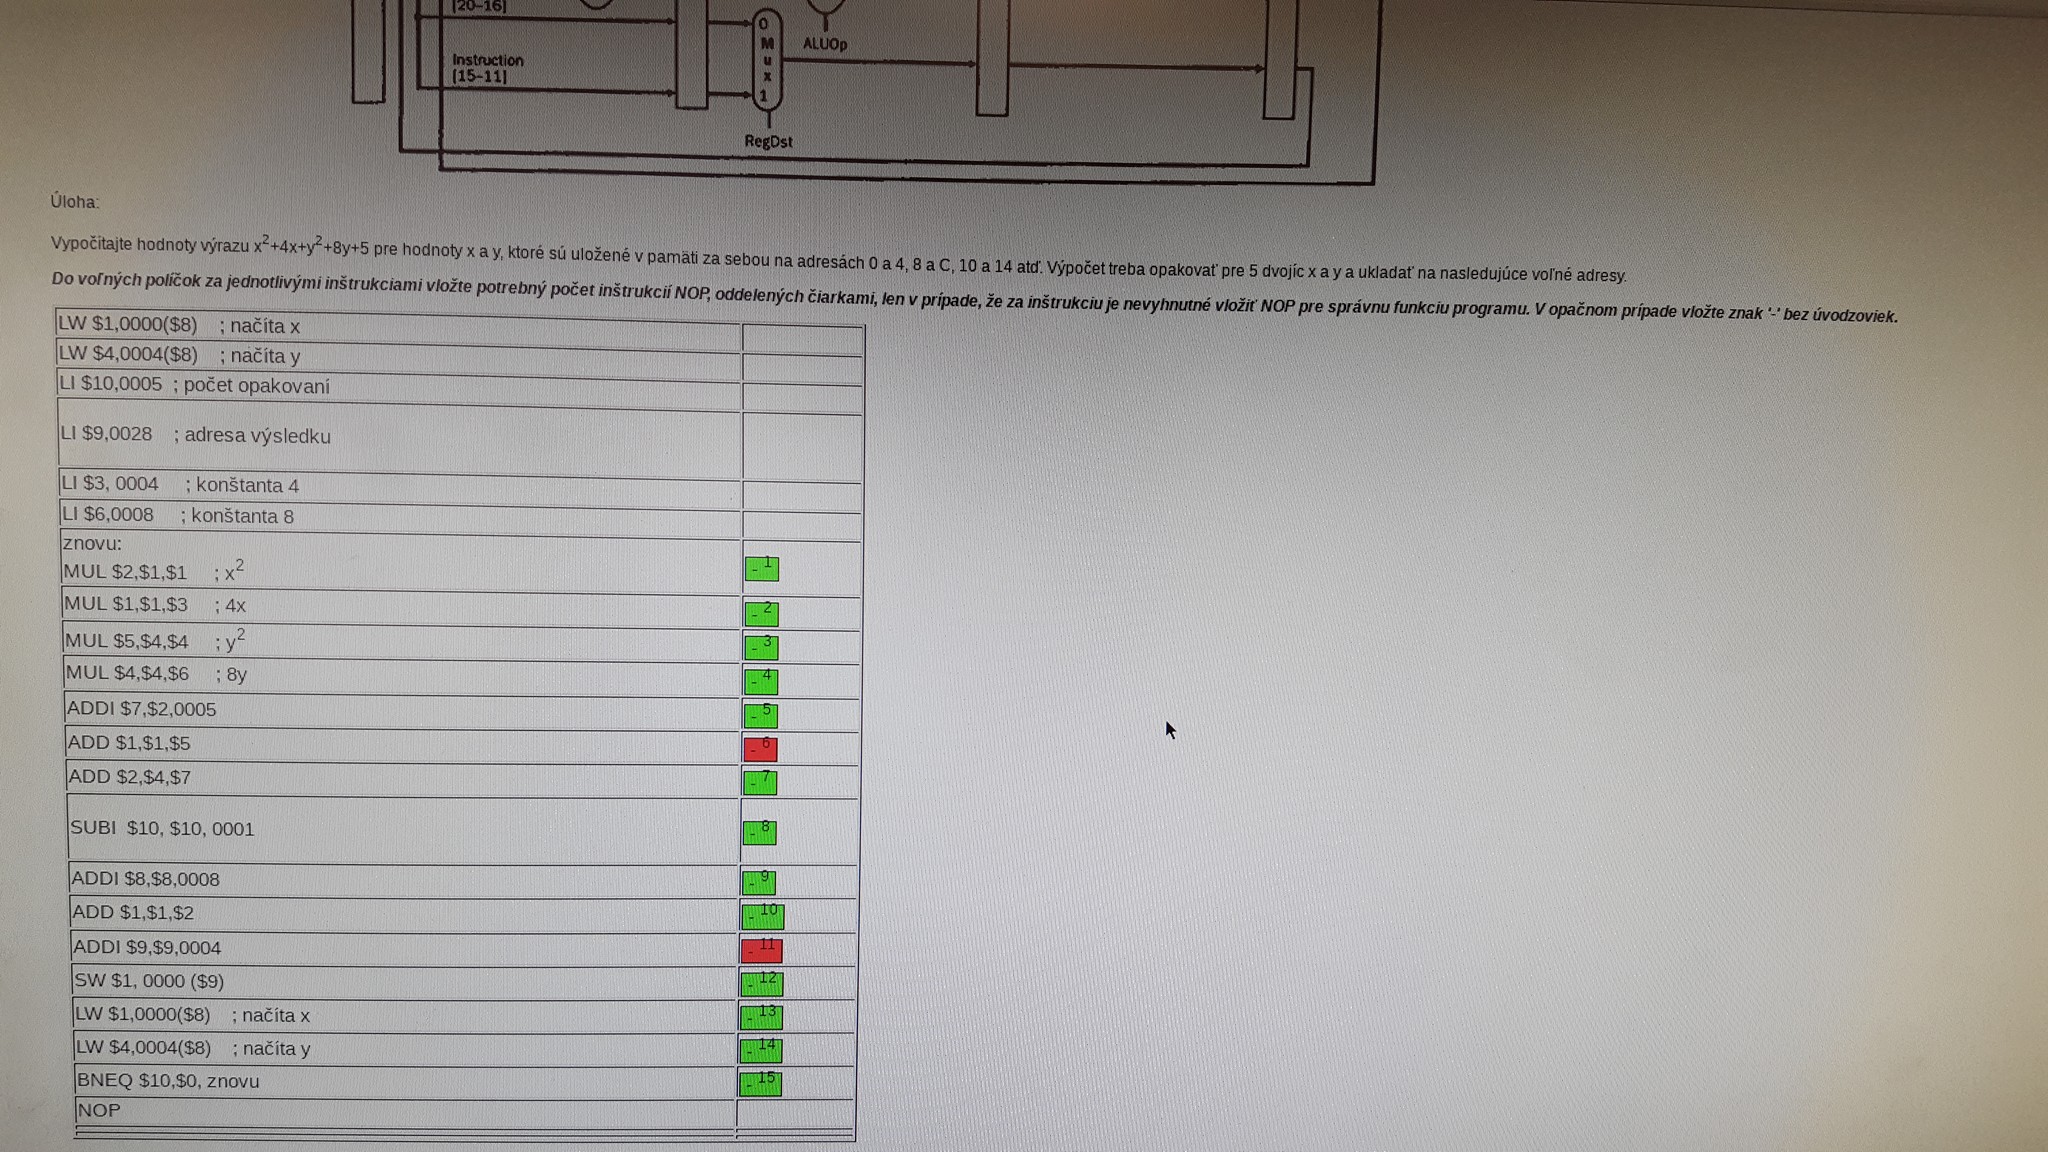 [20–16]
0
M
u
x
1
ALUOp
Instruction
[15–11]
RegDst
Úloha:
Vypočítajte hodnoty výrazu x²+4x+y²+8y+5 pre hodnoty x a y, ktoré sú uložené v pamäti za sebou na adresách 0 a 4, 8 a C, 10 a 14 atď. Výpočet treba opakovať pre 5 dvojíc x a y a ukladať na nasledujúce voľné adresy.
Do voľných políčok za jednotlivými inštrukciami vložte potrebný počet inštrukcií NOP, oddelených čiarkami, len v prípade, že za inštrukciu je nevyhnutné vložiť NOP pre správnu funkciu programu. V opačnom prípade vložte znak '-' bez úvodzoviek.
LW $1,0000($8) ; načíta x
LW $4,0004($8) ; načíta y
LI $10,0005 ; počet opakovaní
LI $9,0028 ; adresa výsledku
LI $3, 0004 ; konštanta 4
LI $6,0008 ; konštanta 8
znovu:
MUL $2,$1,$1 ; x² - 1
MUL $1,$1,$3 ; 4x - 2
MUL $5,$4,$4 ; y² - 3
MUL $4,$4,$6 ; 8y - 4
ADDI $7,$2,0005 - 5
ADD $1,$1,$5 - 6
ADD $2,$4,$7 - 7
SUBI $10, $10, 0001 - 8
ADDI $8,$8,0008 - 9
ADD $1,$1,$2 - 10
ADDI $9,$9,0004 - 11
SW $1, 0000 ($9) - 12
LW $1,0000($8) ; načíta x - 13
LW $4,0004($8) ; načíta y - 14
BNEQ $10,$0, znovu - 15
NOP